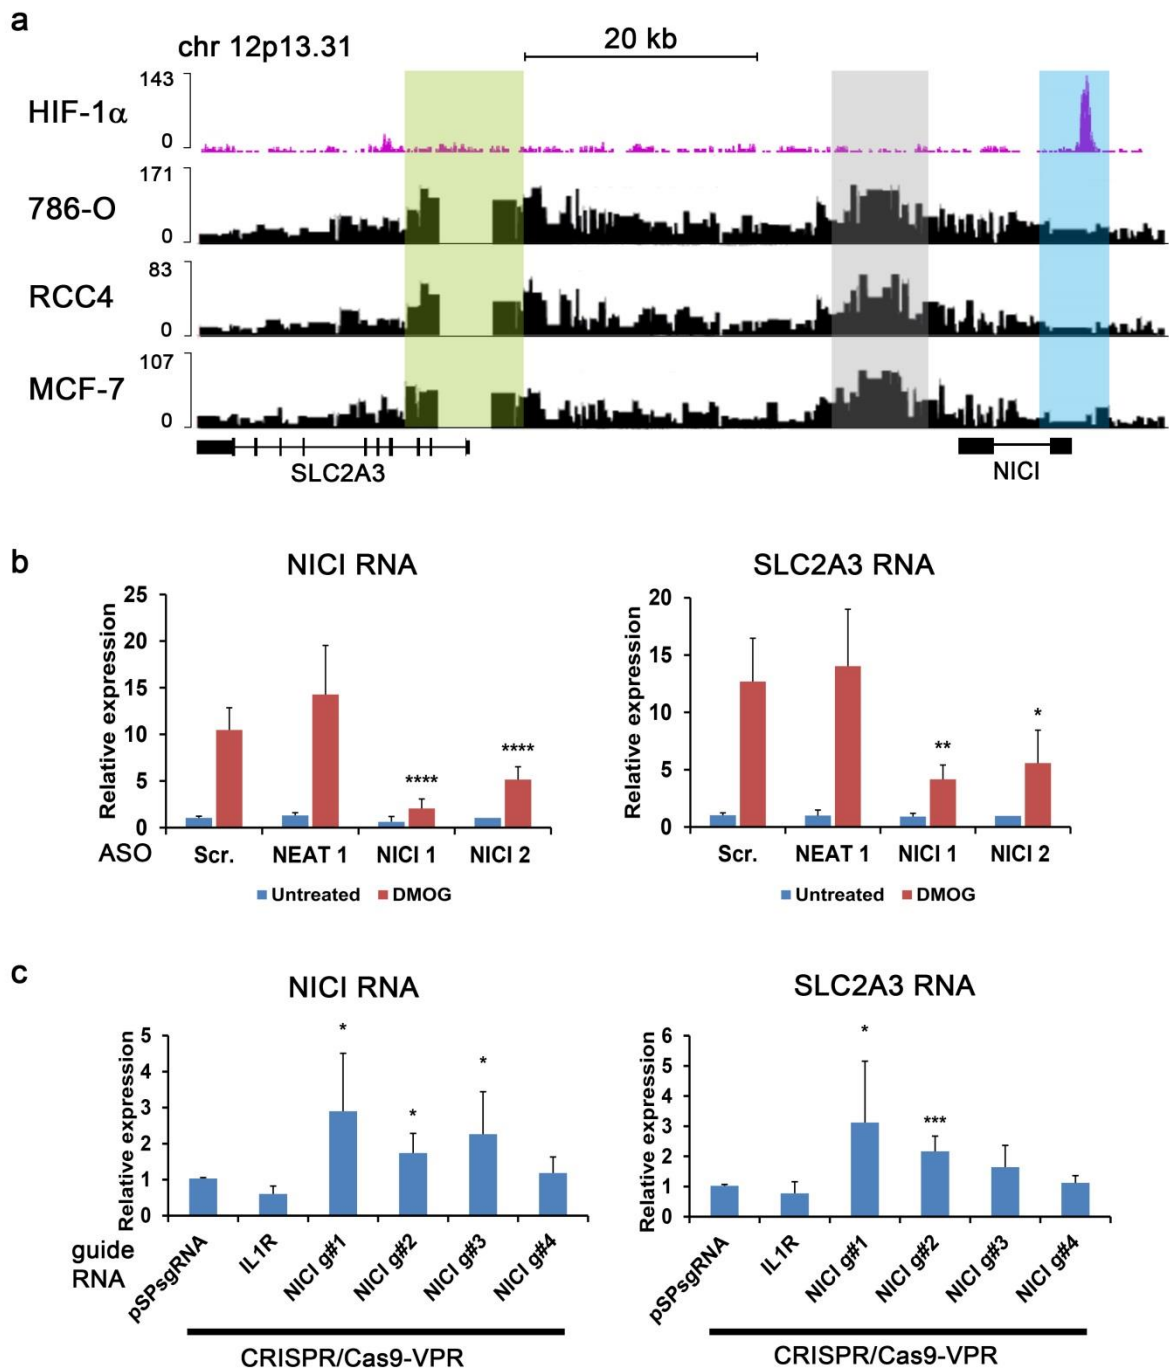 a
chr 12p13.31
20 kb
HIF-1α
143
0
786-O
171
0
RCC4
83
0
MCF-7
107
0
SLC2A3
NICI
b
NICI RNA
Relative expression
25
20
15
10
5
0
****
****
ASO
Scr. NEAT 1 NICI 1 NICI 2
Untreated DMOG
SLC2A3 RNA
Relative expression
20
15
10
5
0
**
*
Scr. NEAT 1 NICI 1 NICI 2
Untreated DMOG
c
NICI RNA
Relative expression
5
4
3
2
1
0
*
*
*
guide
RNA
pSPsgRNA
IL1R
NICI g#1
NICI g#2
NICI g#3
NICI g#4
CRISPR/Cas9-VPR
SLC2A3 RNA
Relative expression
6
5
4
3
2
1
0
*
***
pSPsgRNA
IL1R
NICI g#1
NICI g#2
NICI g#3
NICI g#4
CRISPR/Cas9-VPR